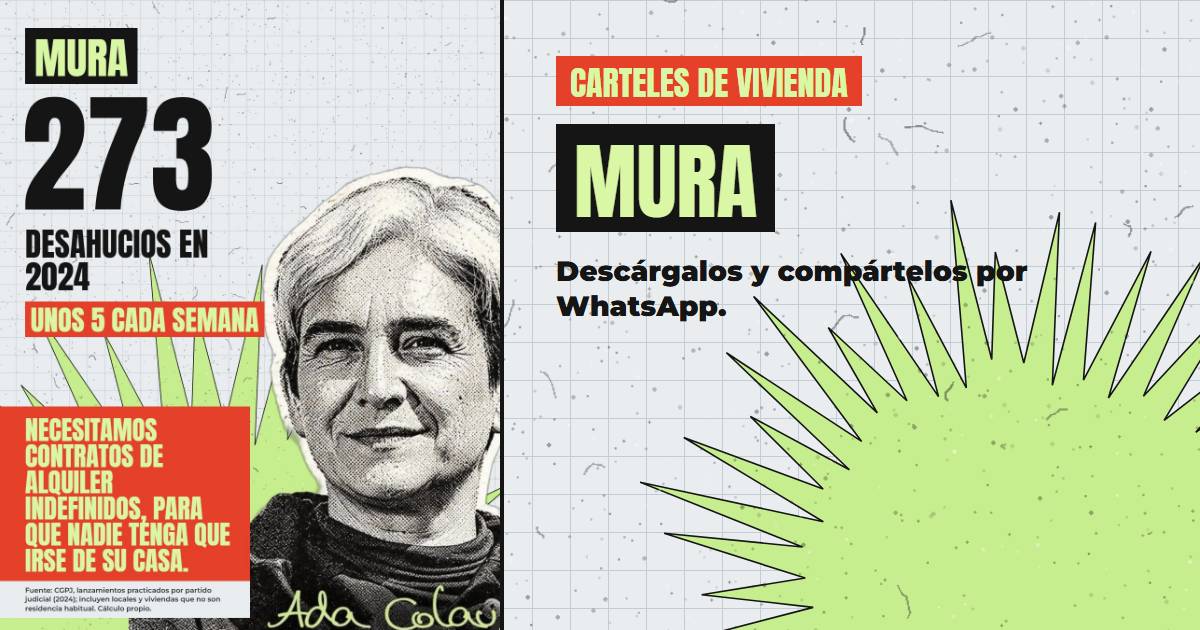 MURA
273
DESAHUCIOS EN
2024
UNOS 5 CADA SEMANA
NECESITAMOS
CONTRATOS DE
ALQUILER
INDEFINIDOS, PARA
QUE NADIE TENGA QUE
IRSE DE SU CASA.
Fuente: CGPJ, lanzamientos practicados por partido
judicial (2024); incluyen locales y viviendas que no son
residencia habitual. Cálculo propio.
Ada Colau
CARTELES DE VIVIENDA
MURA
Descárgalos y compártelos por
WhatsApp.